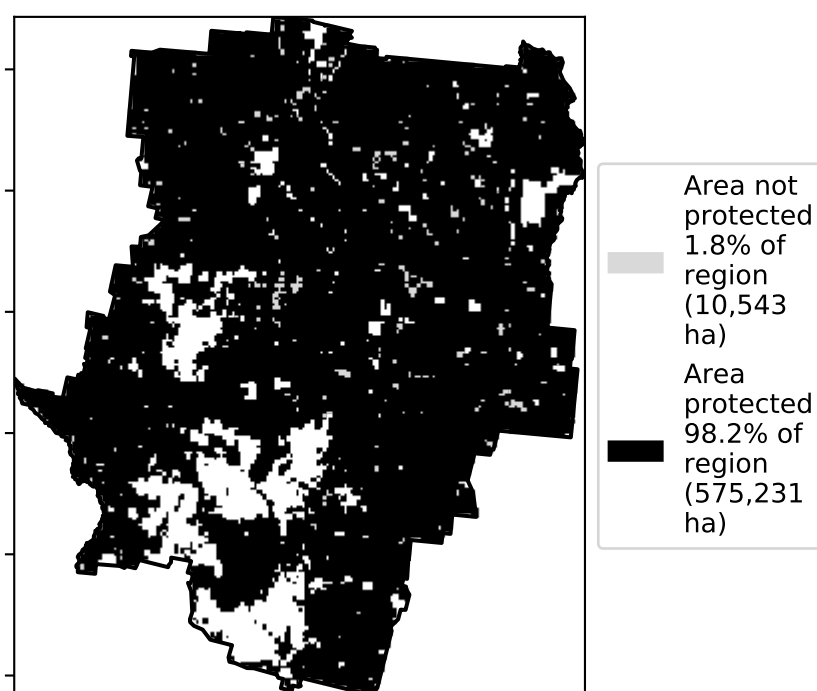 Area not
protected
1.8% of
region
(10,543
ha)
Area
protected
98.2% of
region
(575,231
ha)